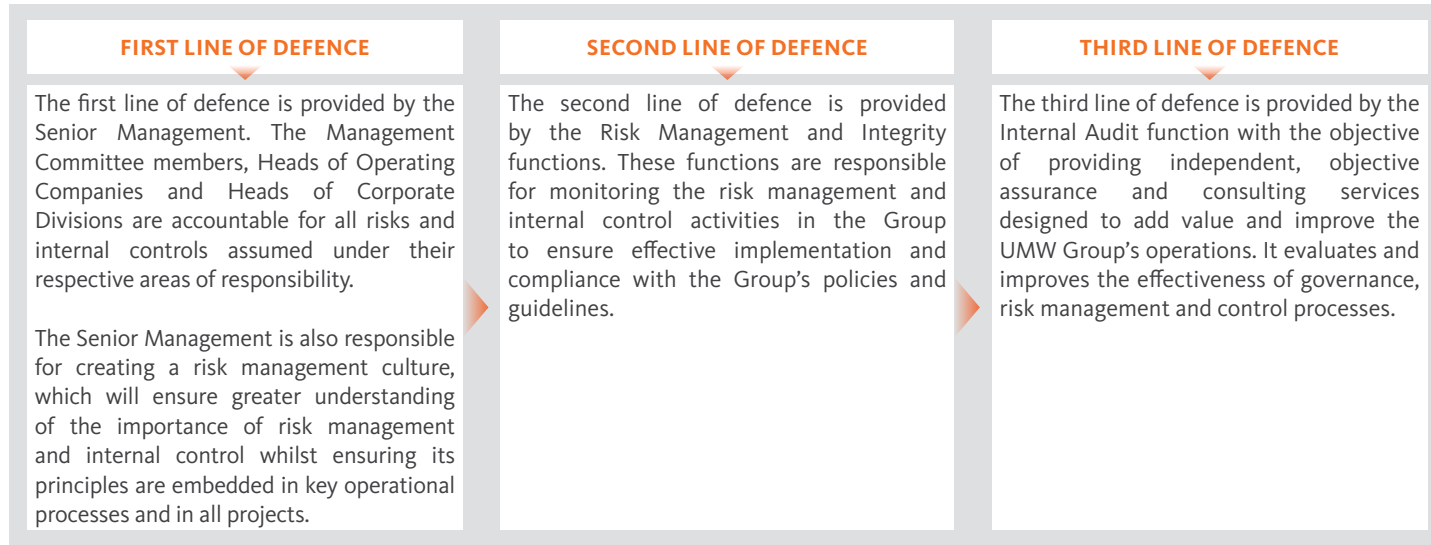 FIRST LINE OF DEFENCE
The first line of defence is provided by the
Senior Management. The Management
Committee members, Heads of Operating
Companies and Heads of Corporate
Divisions are accountable for all risks and
internal controls assumed under their
respective areas of responsibility.
The Senior Management is also responsible
for creating a risk management culture,
which will ensure greater understanding
of the importance of risk management
and internal control whilst ensuring its
principles are embedded in key operational
processes and in all projects.
SECOND LINE OF DEFENCE
The second line of defence is provided
by the Risk Management and Integrity
functions. These functions are responsible
for monitoring the risk management and
internal control activities in the Group
to ensure effective implementation and
compliance with the Group's policies and
guidelines.
THIRD LINE OF DEFENCE
The third line of defence is provided by the
Internal Audit function with the objective
of providing independent, objective
assurance and consulting services
designed to add value and improve the
UMW Group's operations. It evaluates and
improves the effectiveness of governance,
risk management and control processes.